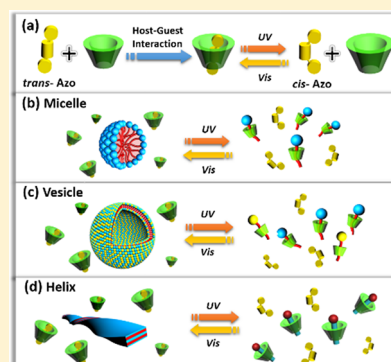 (a)
Host-Guest
Interaction
UV
Vis
trans- Azo
cis- Azo
(b) Micelle
UV
Vis
(c) Vesicle
UV
Vis
(d) Helix
UV
Vis